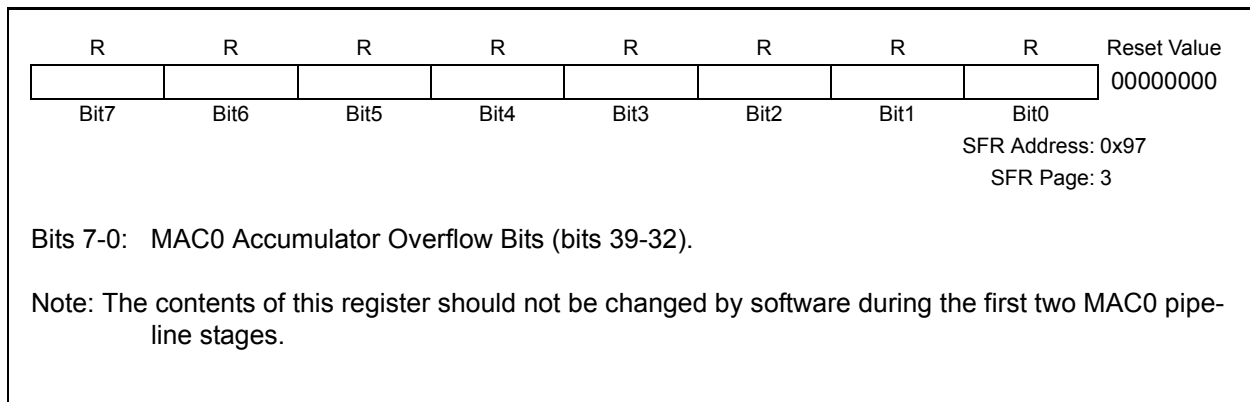 R R R R R R R R Reset Value
00000000
Bit7 Bit6 Bit5 Bit4 Bit3 Bit2 Bit1 Bit0
SFR Address: 0x97
SFR Page: 3
Bits 7-0: MAC0 Accumulator Overflow Bits (bits 39-32).
Note: The contents of this register should not be changed by software during the first two MAC0 pipe-
line stages.